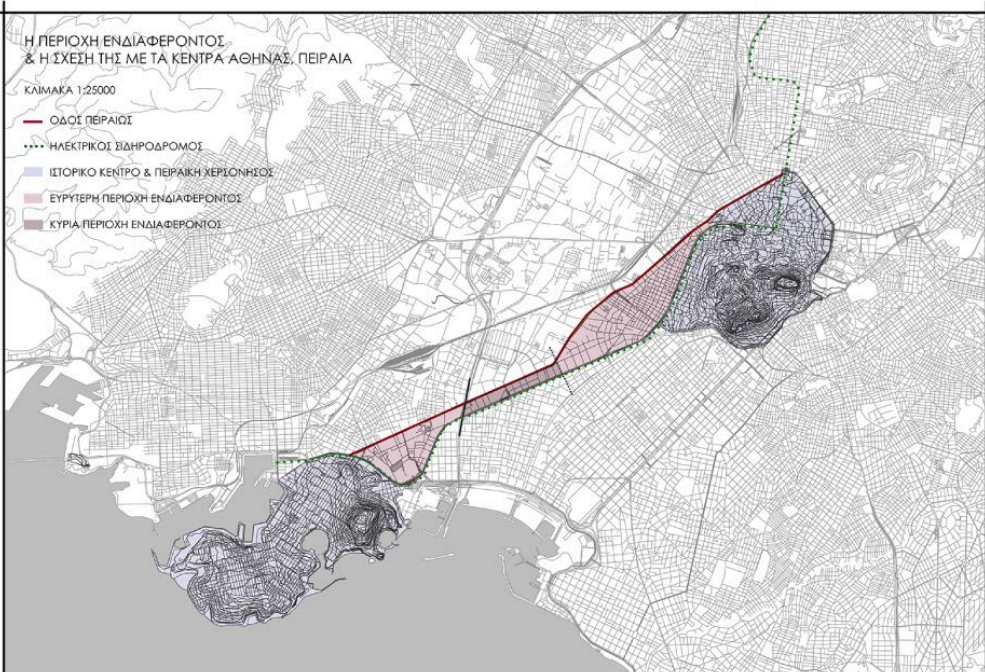 Η ΠΕΡΙΟΧΗ ΕΝΔΙΑΦΕΡΟΝΤΟΣ
& Η ΣΧΕΣΗ ΤΗΣ ΜΕ ΤΑ ΚΕΝΤΡΑ ΑΘΗΝΑΣ, ΠΕΙΡΑΙΑ
ΚΛΙΜΑΚΑ 1:25000
ΟΔΟΣ ΠΕΙΡΑΙΩΣ
ΗΛΕΚΤΡΙΚΟΣ ΣΙΔΗΡΟΔΡΟΜΟΣ
ΙΣΤΟΡΙΚΟ ΚΕΝΤΡΟ & ΠΕΙΡΑΙΚΗ ΧΕΡΣΟΝΗΣΟΣ
ΕΥΡΥΤΕΡΗ ΠΕΡΙΟΧΗ ΕΝΔΙΑΦΕΡΟΝΤΟΣ
ΚΥΡΙΑ ΠΕΡΙΟΧΗ ΕΝΔΙΑΦΕΡΟΝΤΟΣ